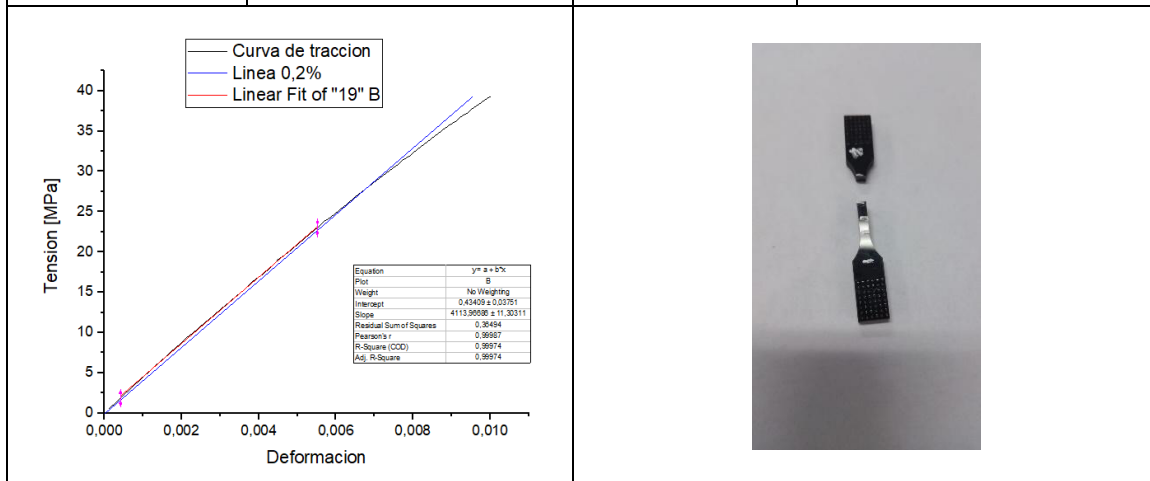 Curva de traccion
Linea 0,2%
Linear Fit of "19" B
40
35
30
25
20
15
10
5
0
Tension [MPa]
0,000 0,002 0,004 0,006 0,008 0,010
Deformacion
Equation y = a + b*x
Plot B
Weight No Weighting
Intercept 0,43409 ± 0,03751
Slope 4113,96686 ± 11,30311
Residual Sum of Squares 0,36494
Pearson's r 0,99987
R-Square (COD) 0,99974
Adj. R-Square 0,99974